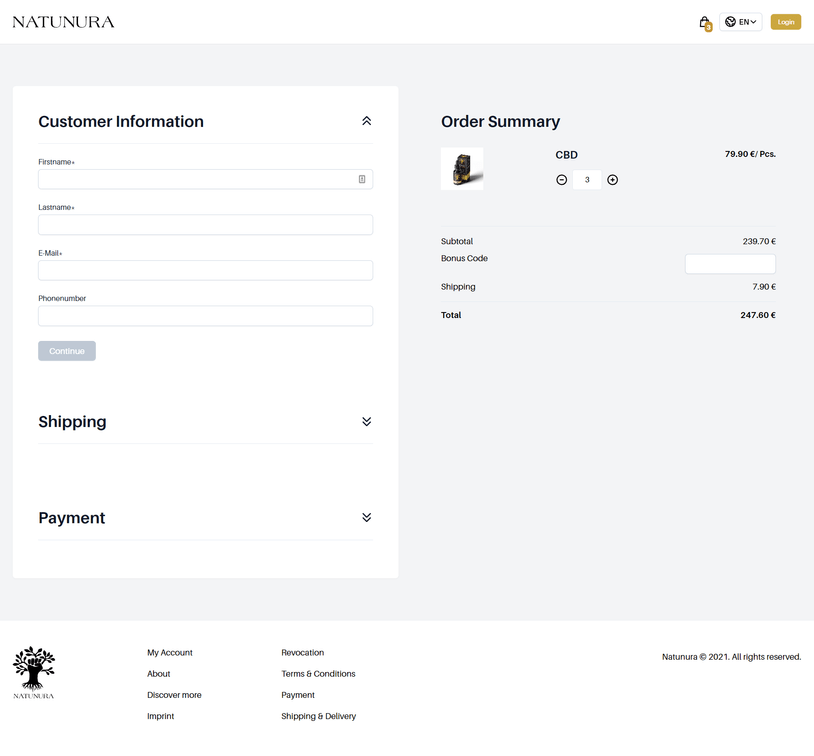 NATUNURA
3
EN
Login
Customer Information
Firstname*
Lastname*
E-Mail*
Phonenumber
Continue
Shipping
Payment
Order Summary
CBD
79.90 €/ Pcs.
3
Subtotal
239.70 €
Bonus Code
Shipping
7.90 €
Total
247.60 €
NATUNURA
My Account
About
Discover more
Imprint
Revocation
Terms & Conditions
Payment
Shipping & Delivery
Natunura © 2021. All rights reserved.